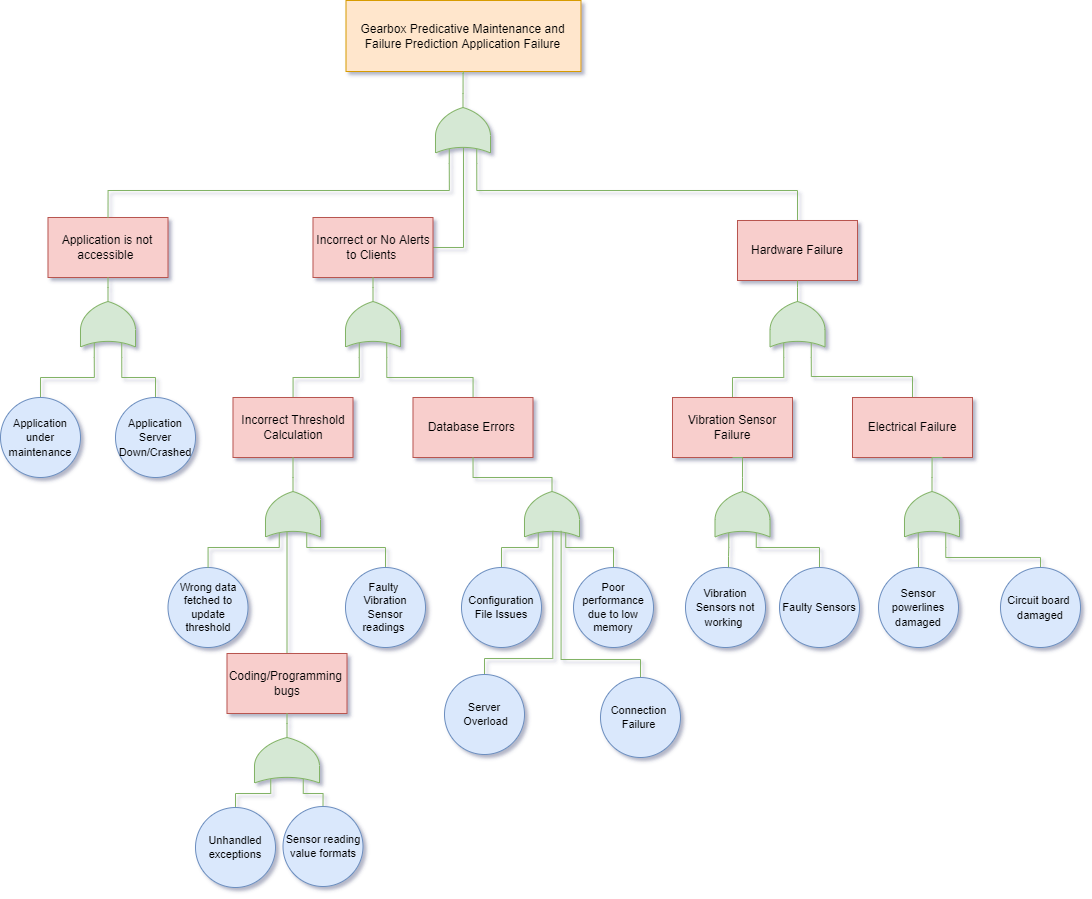 Gearbox Predicative Maintenance and
Failure Prediction Application Failure
Application is not
accessible
Incorrect or No Alerts
to Clients
Hardware Failure
Application
under
maintenance
Application
Server
Down/Crashed
Incorrect Threshold
Calculation
Database Errors
Vibration Sensor
Failure
Electrical Failure
Wrong data
fetched to
update
threshold
Faulty
Vibration
Sensor
readings
Configuration
File Issues
Poor
performance
due to low
memory
Vibration
Sensors not
working
Faulty Sensors
Sensor
powerlines
damaged
Circuit board
damaged
Coding/Programming
bugs
Server
Overload
Connection
Failure
Unhandled
exceptions
Sensor reading
value formats